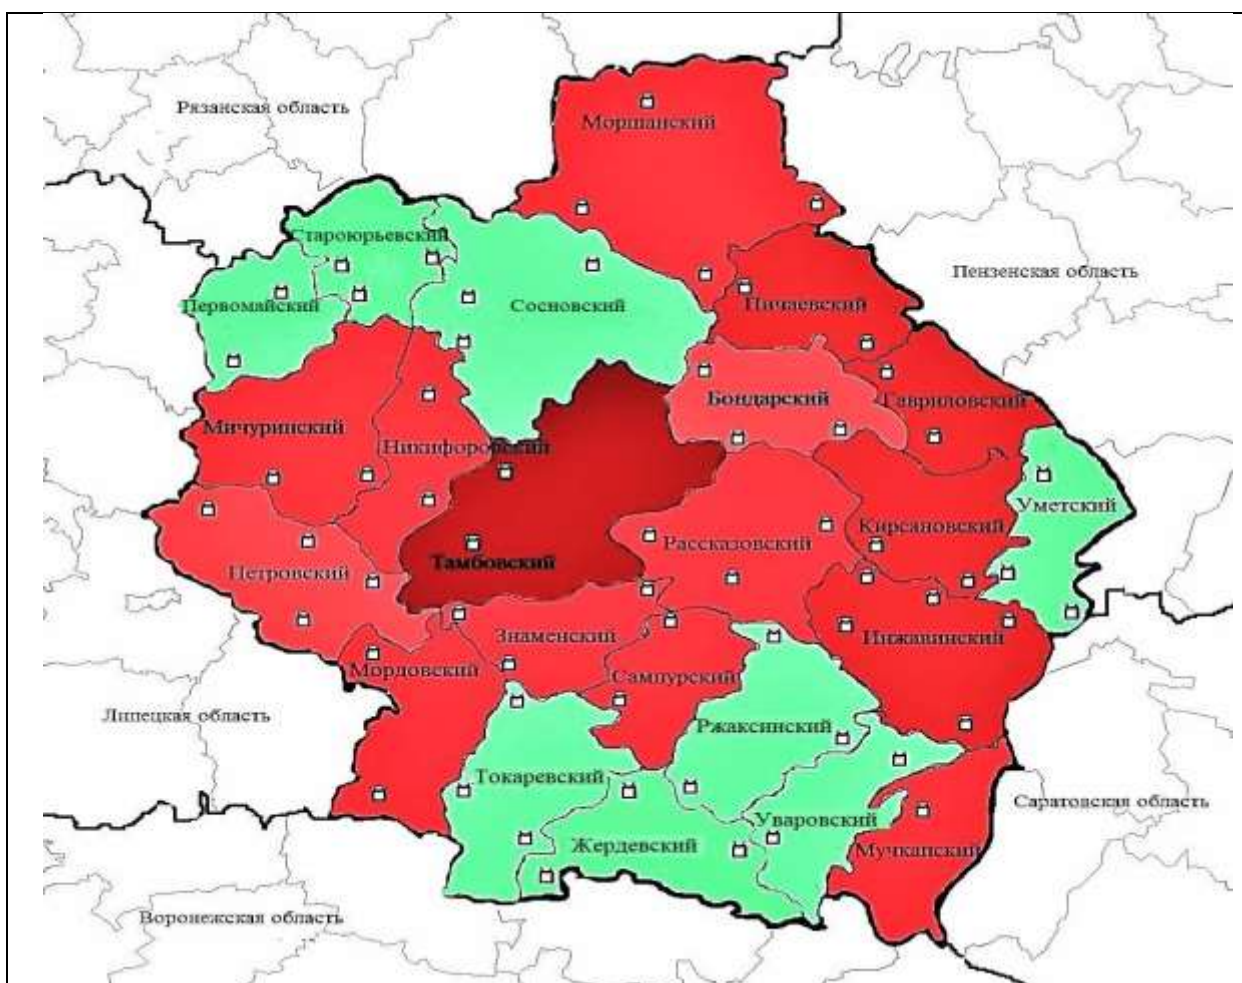 Рязанская область
Моршанский
Староюрьевский
Пензенская область
Первомайский
Сосновский
Пичаевский
Бондарский
Гавриловский
Мичуринский
Никифоровский
Уметский
Кирсановский
Рассказовский
Тамбовский
Петровский
Знаменский
Инжавинский
Мордовский
Сампурский
Липецкая область
Ржаксинский
Токаревский
Саратовская область
Уваровский
Жердевский
Мучкапский
Воронежская область